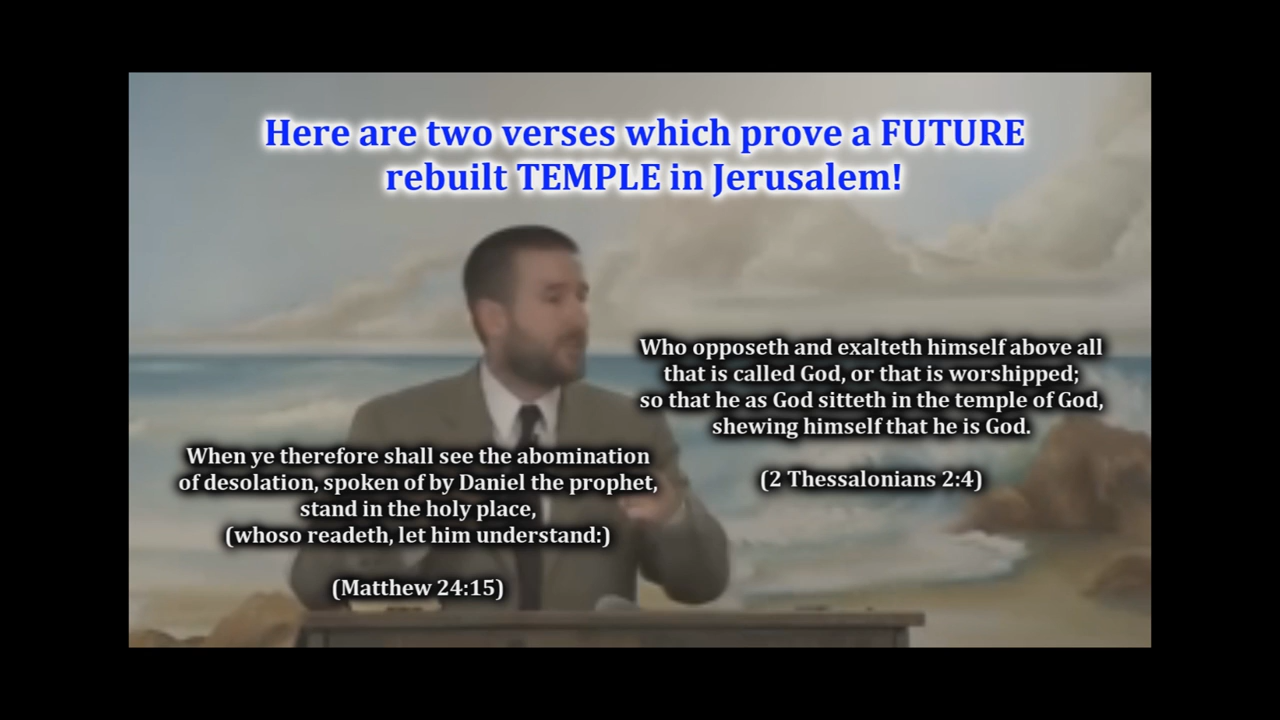 Here are two verses which prove a FUTURE
rebuilt TEMPLE in Jerusalem!
Who opposeth and exalteth himself above all
that is called God, or that is worshipped;
so that he as God sitteth in the temple of God,
shewing himself that he is God.
(2 Thessalonians 2:4)
When ye therefore shall see the abomination
of desolation, spoken of by Daniel the prophet,
stand in the holy place,
(whoso readeth, let him understand:)
(Matthew 24:15)